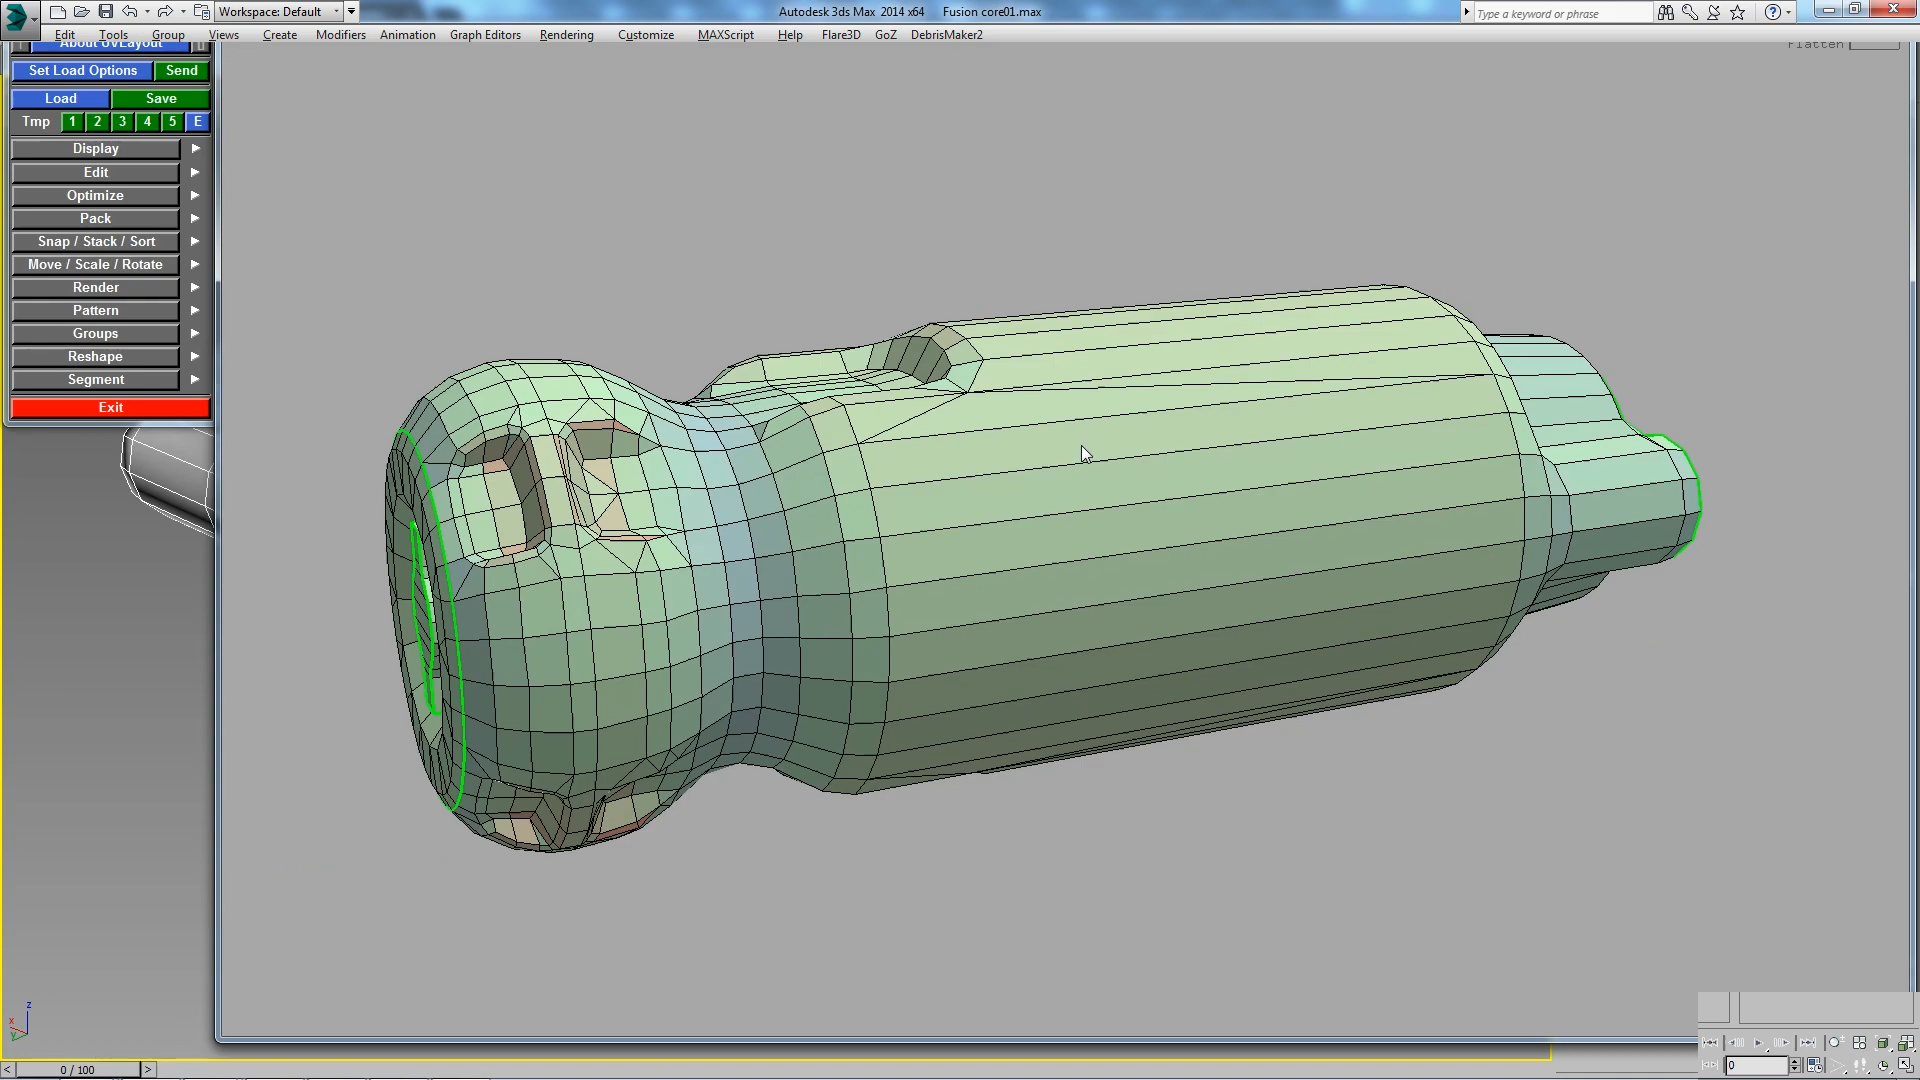 Workspace: Default
Autodesk 3ds Max 2014 x64 Fusion core01.max
Type a keyword or phrase
Edit Tools Group Views Create Modifiers Animation Graph Editors Rendering Customize MAXScript Help Flare3D GoZ DebrisMaker2
About UVLayout
Flatten
Set Load Options Send
Load Save
Tmp 1 2 3 4 5 E
Display
Edit
Optimize
Pack
Snap / Stack / Sort
Move / Scale / Rotate
Render
Pattern
Groups
Reshape
Segment
Exit
z
x
y
< 0 / 100 >
0